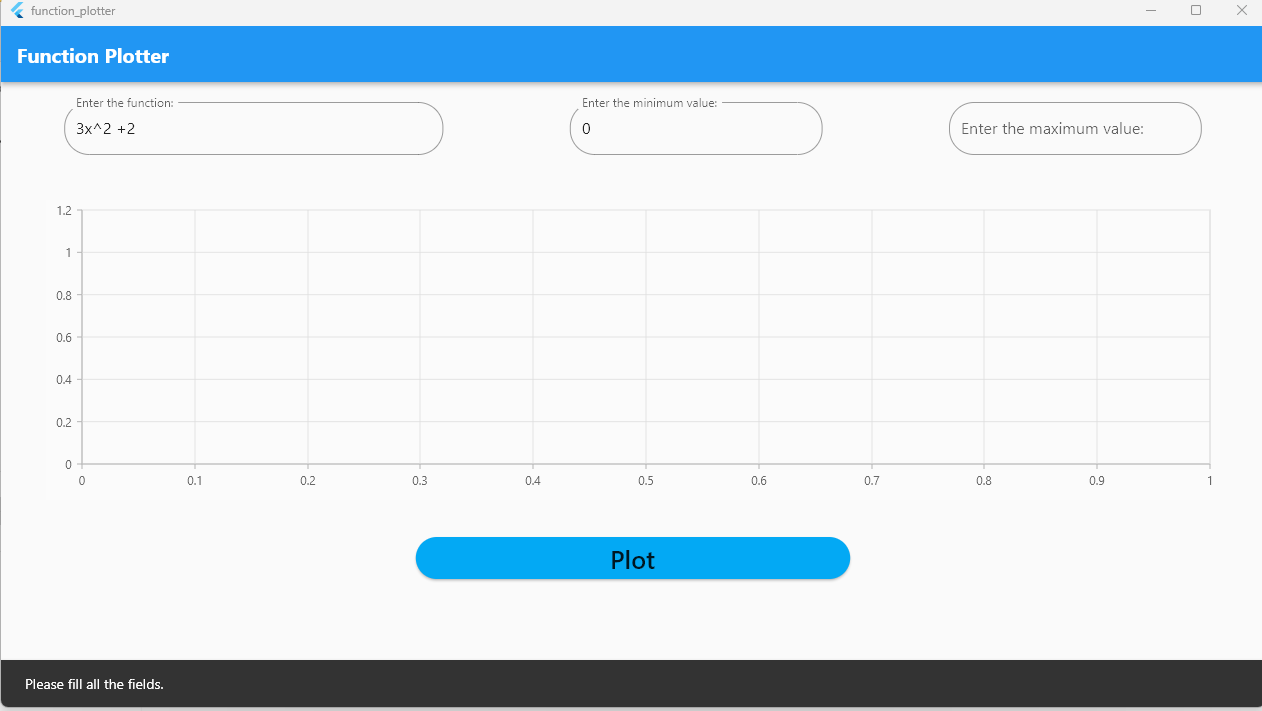 function_plotter
Function Plotter
Enter the function:
3x^2 +2
Enter the minimum value:
0
Enter the maximum value:
1.2
1
0.8
0.6
0.4
0.2
0
0 0.1 0.2 0.3 0.4 0.5 0.6 0.7 0.8 0.9 1
Plot
Please fill all the fields.